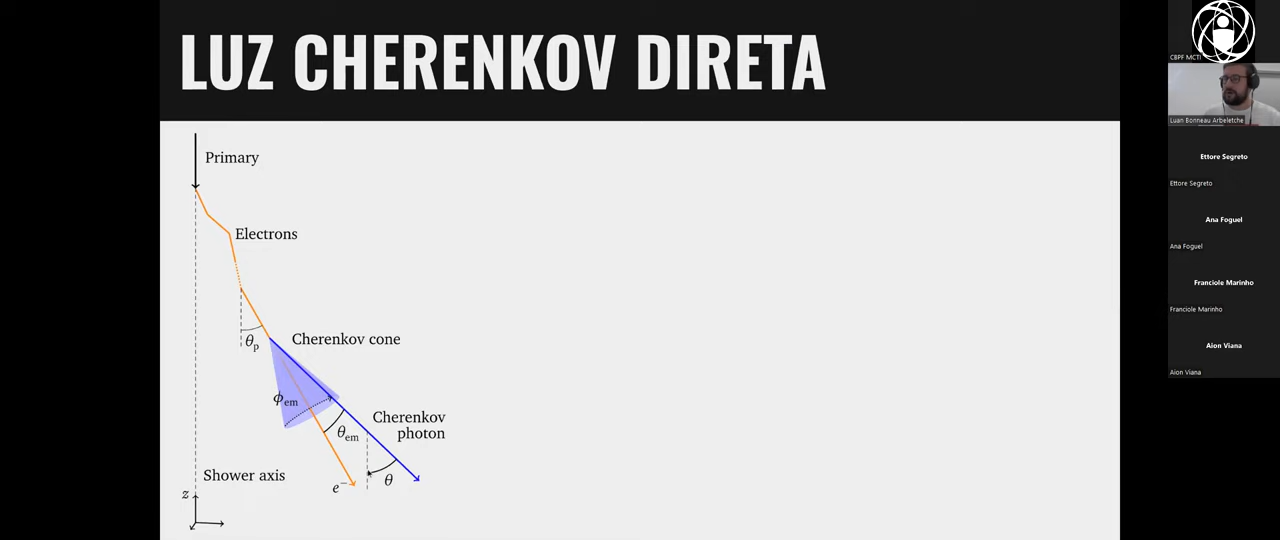 LUZ CHERENKOV DIRETA
Primary
Electrons
θp
Cherenkov cone
ϕem
Cherenkov
photon
θem
Shower axis
θ
e−
z
CBPF MCTI
Luan Bonneau Arbeletche
Ettore Segreto
Ettore Segreto
Ana Foguel
Ana Foguel
Franciole Marinho
Franciole Marinho
Aion Viana
Aion Viana